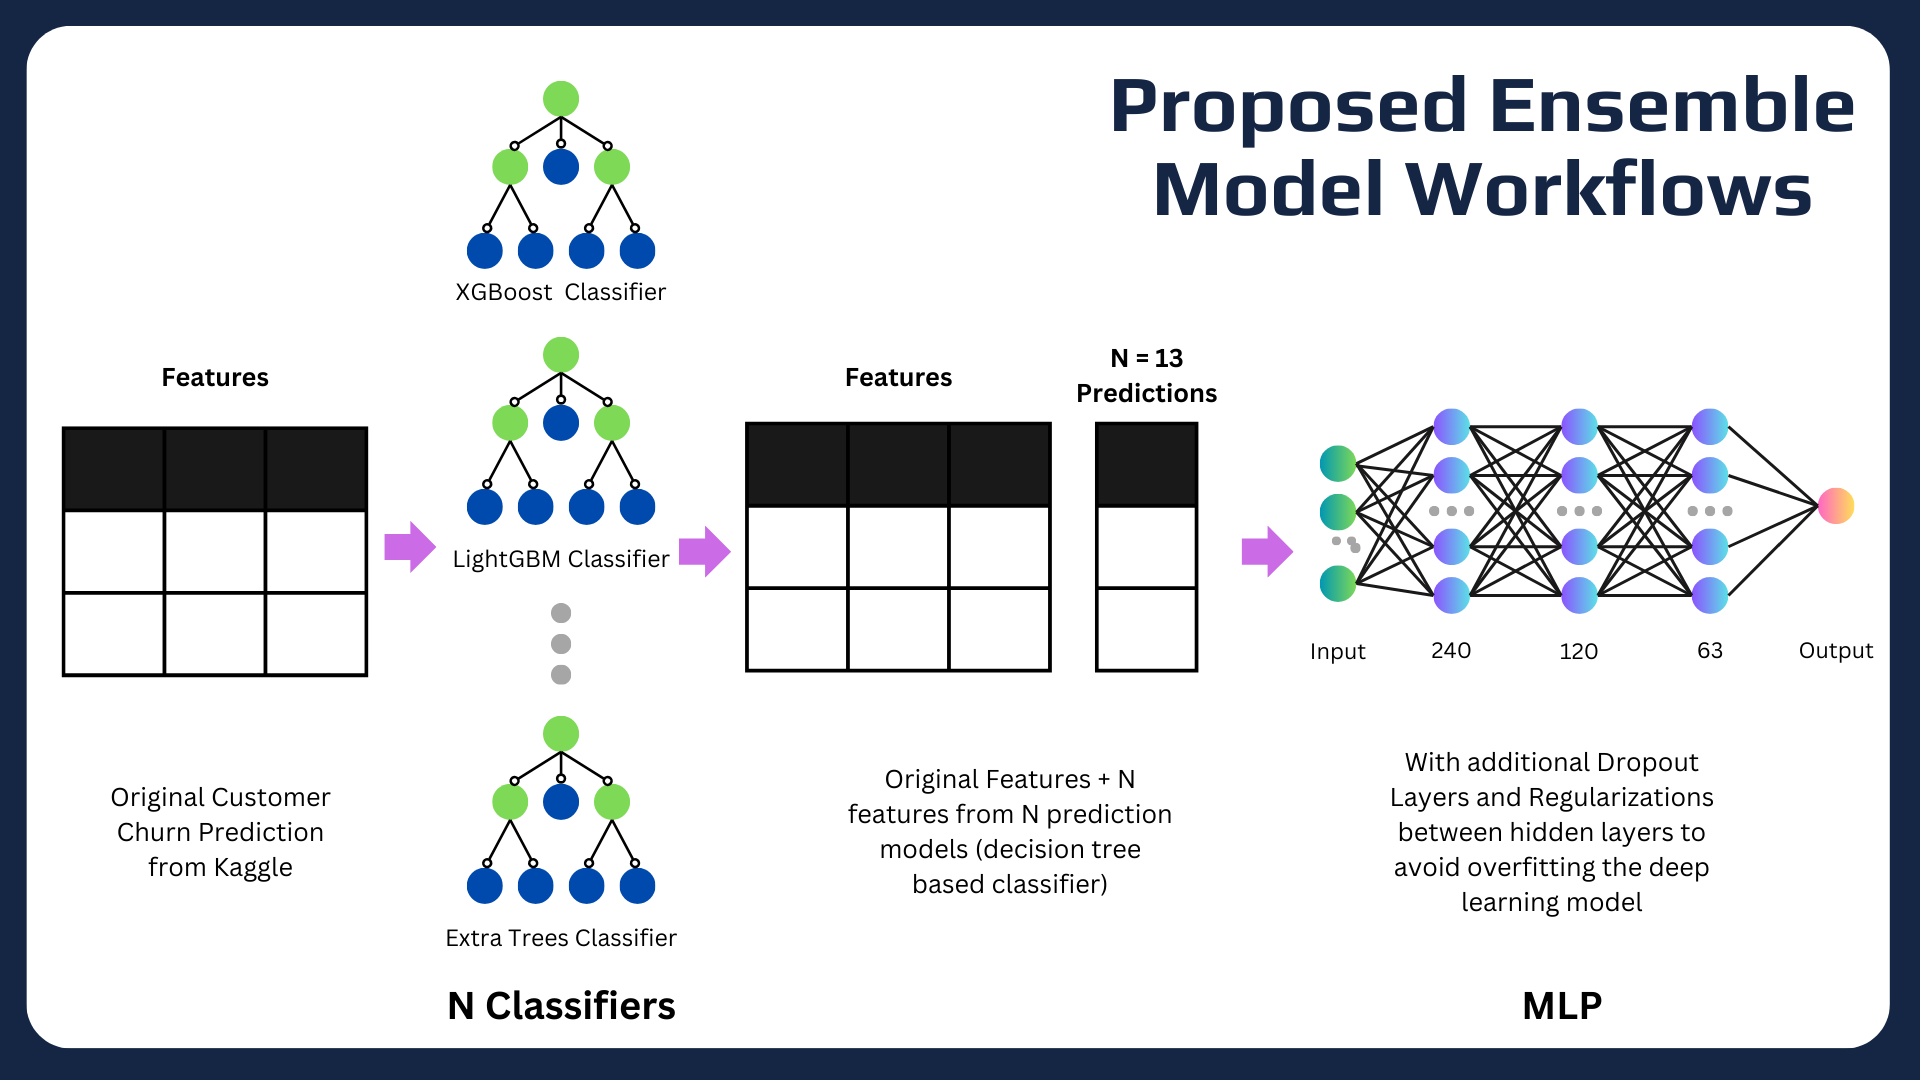 Proposed Ensemble
Model Workflows
XGBoost Classifier
Features
LightGBM Classifier
Features
N = 13
Predictions
Input
240
120
63
Output
Original Customer
Churn Prediction
from Kaggle
Extra Trees Classifier
N Classifiers
Original Features + N
features from N prediction
models (decision tree
based classifier)
With additional Dropout
Layers and Regularizations
between hidden layers to
avoid overfitting the deep
learning model
MLP